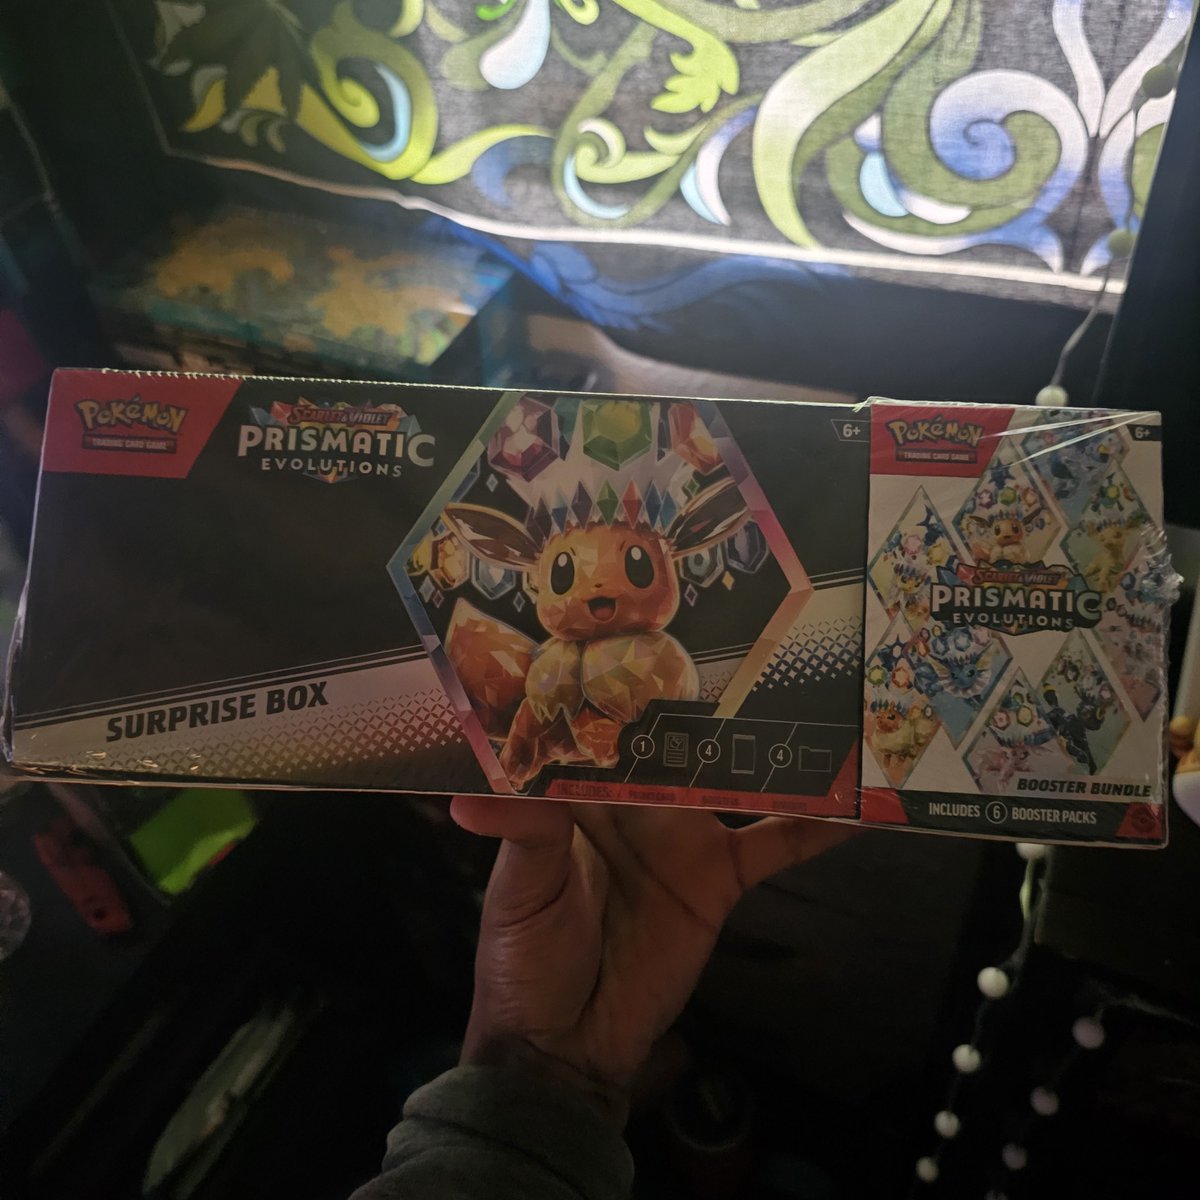 Pokémon
TRADING CARD GAME
SCARLET & VIOLET
PRISMATIC
EVOLUTIONS
6+
SURPRISE BOX
1 4 4
INCLUDES:
Pokémon
TRADING CARD GAME
6+
SCARLET & VIOLET
PRISMATIC
EVOLUTIONS
BOOSTER BUNDLE
INCLUDES 6 BOOSTER PACKS